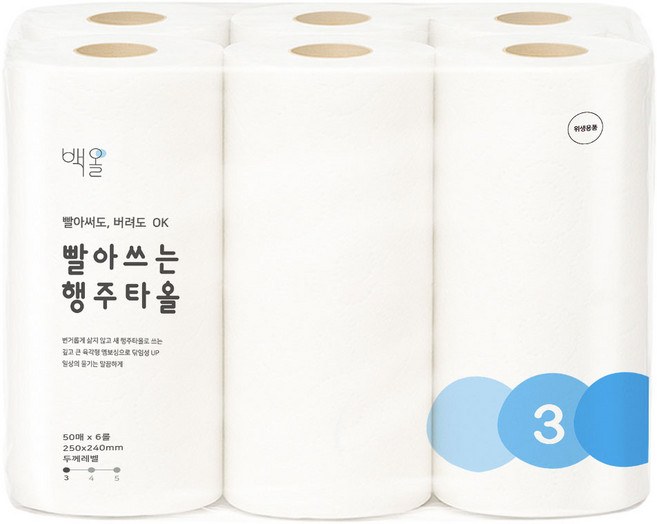 백올
위생용품
빨아써도, 버려도 OK
빨아쓰는
행주타올
번거롭게 삶지 않고 새 행주타올로 쓰는
깊고 큰 육각형 엠보싱으로 닦임성 UP
일상의 물기는 말끔하게
50매 x 6롤
250x240mm
두께레벨
3 4 5
3